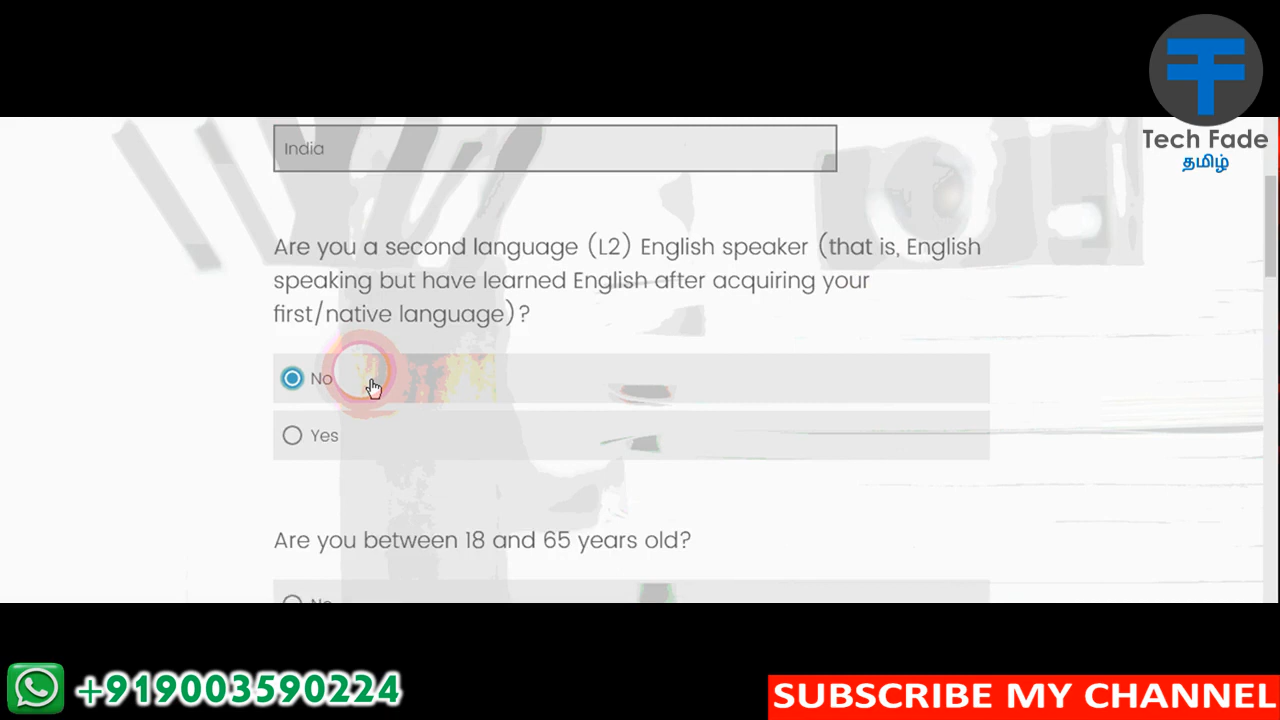 Tech Fade
தமிழ்
India
Are you a second language (L2) English speaker (that is, English
speaking but have learned English after acquiring your
first/native language)?
No
Yes
Are you between 18 and 65 years old?
No
+919003590224
SUBSCRIBE MY CHANNEL